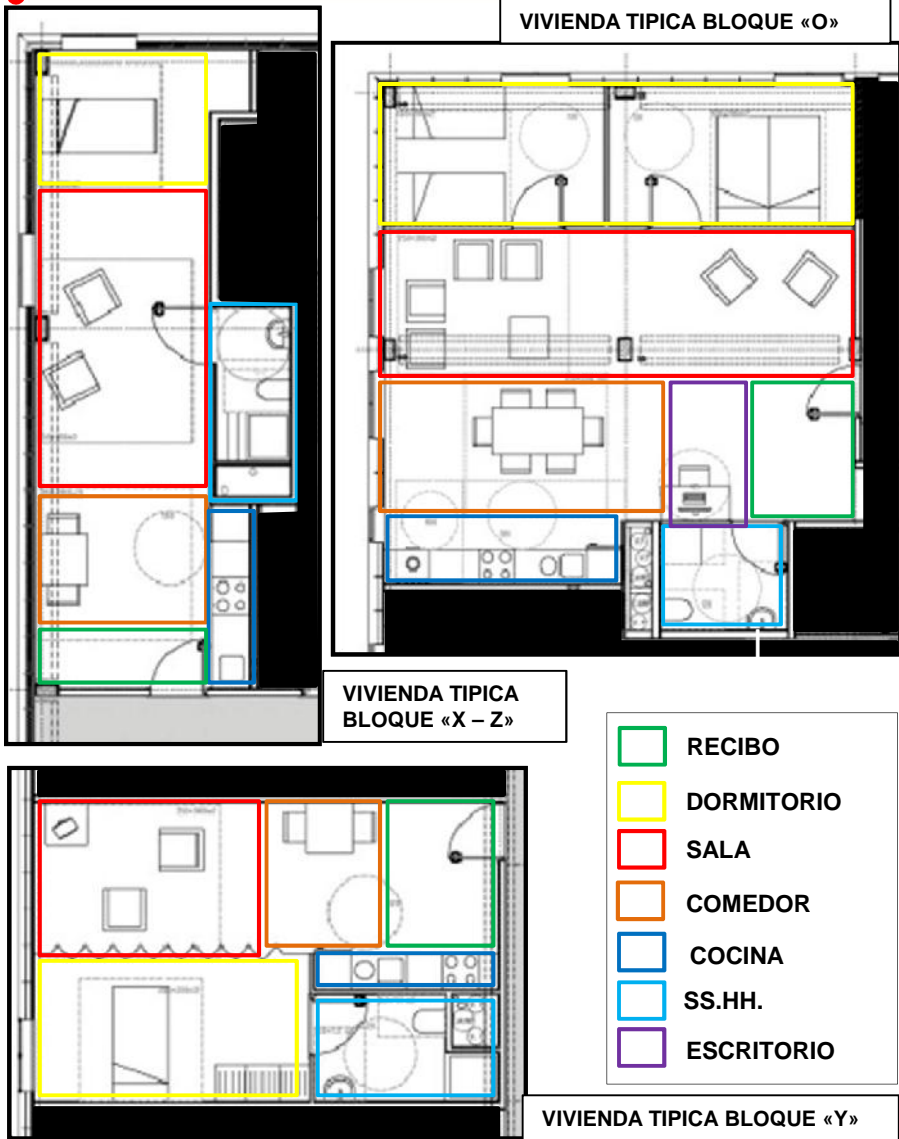 VIVIENDA TIPICA BLOQUE «O»
VIVIENDA TIPICA
BLOQUE «X – Z»
RECIBO
DORMITORIO
SALA
COMEDOR
COCINA
SS.HH.
ESCRITORIO
VIVIENDA TIPICA BLOQUE «Y»